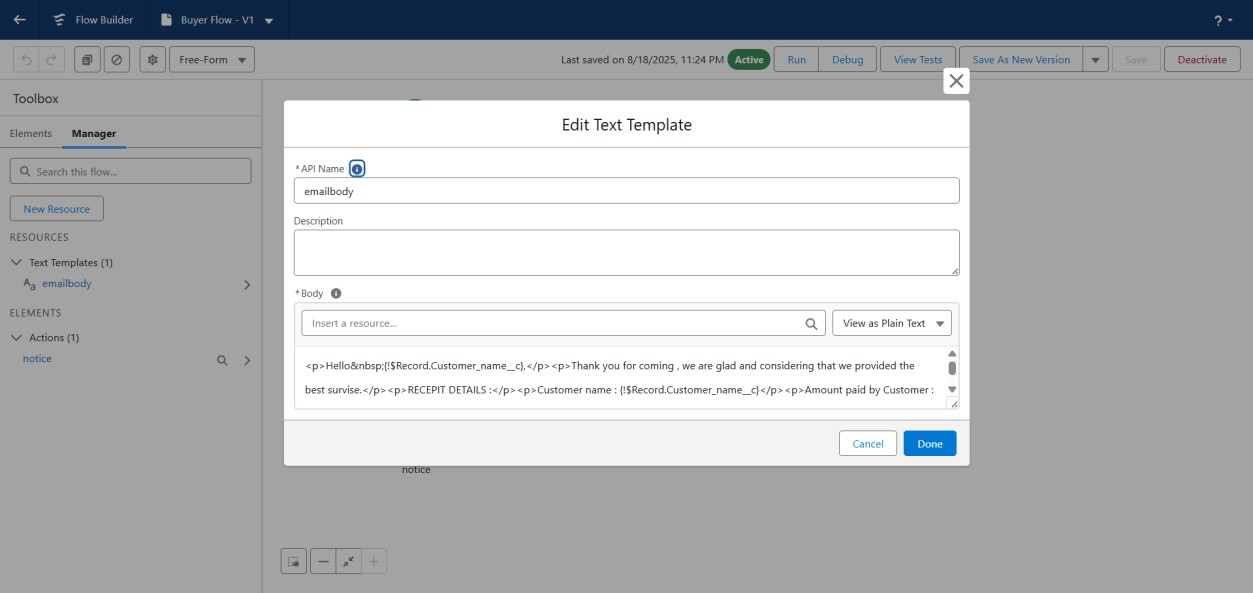 Flow Builder
Buyer Flow - V1
?
Free-Form
Last saved on 8/18/2025, 11:24 PM
Active
Run
Debug
View Tests
Save As New Version
Save
Deactivate
Toolbox
Elements
Manager
Search this flow...
New Resource
RESOURCES
Text Templates (1)
emailbody
ELEMENTS
Actions (1)
notice
Edit Text Template
*API Name
emailbody
Description
*Body
Insert a resource...
View as Plain Text
<p>Hello&nbsp;{!$Record.Customer_name__c},</p><p>Thank you for coming , we are glad and considering that we provided the
best survise.</p><p>RECEPIT DETAILS :</p><p>Customer name : {!$Record.Customer_name__c}</p><p>Amount paid by Customer :
Cancel
Done
notice